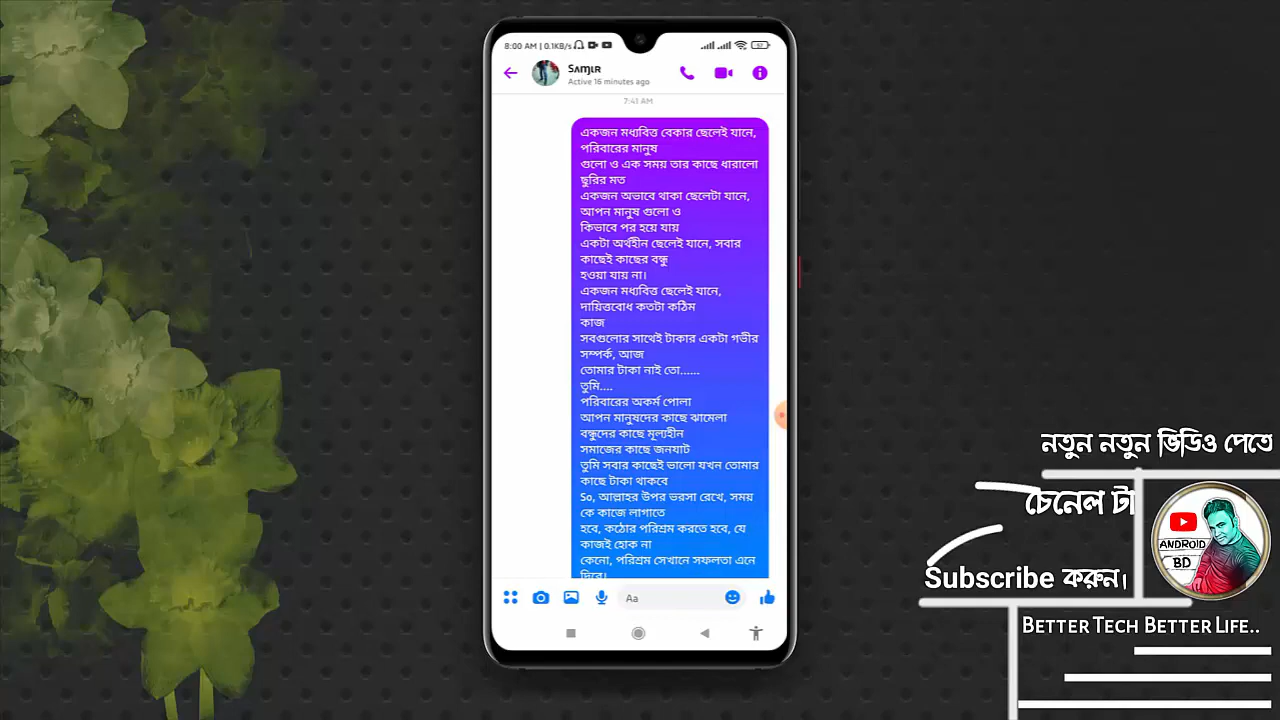 8:00 AM | 0.1KB/s
57
Samir
Active 16 minutes ago
7:41 AM
একজন মধ্যবিত্ত বেকার ছেলেই যানে,
পরিবারের মানুষ
গুলো ও এক সময় তার কাছে ধারালো
ছুরির মত
একজন অভাবে থাকা ছেলেটা যানে,
আপন মানুষ গুলো ও
কিভাবে পর হয়ে যায়
একটা অর্থহীন ছেলেই যানে, সবার
কাছেই কাছের বন্ধু
হওয়া যায় না।
একজন মধ্যবিত্ত ছেলেই যানে,
দায়িত্তবোধ কতটা কঠিম
কাজ
সবগুলোর সাথেই টাকার একটা গভীর
সম্পর্ক, আজ
তোমার টাকা নাই তো......
তুমি....
পরিবারের অকর্ম পোলা
আপন মানুষদের কাছে ঝামেলা
বন্ধুদের কাছে মূল্যহীন
সমাজের কাছে জনযাট
তুমি সবার কাছেই ভালো যখন তোমার
কাছে টাকা থাকবে
So, আল্লাহর উপর ভরসা রেখে, সময়
কে কাজে লাগাতে
হবে, কঠোর পরিশ্রম করতে হবে, যে
কাজই হোক না
কেনো, পরিশ্রম সেখানে সফলতা এনে
দিবে।
Aa
নতুন নতুন ভিডিও পেতে
চেনেল টা
Subscribe করুন।
ANDROID
BD
Better Tech Better Life..